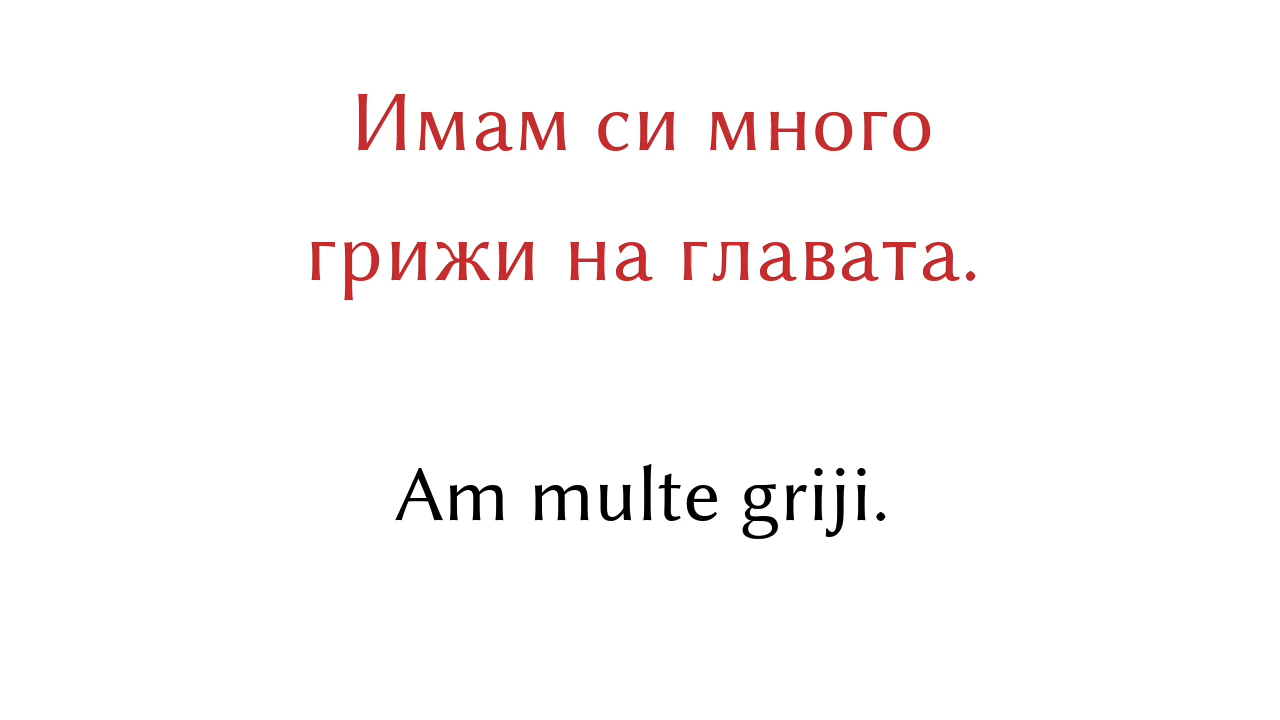 Имам си много
грижи на главата.
Am multe griji.